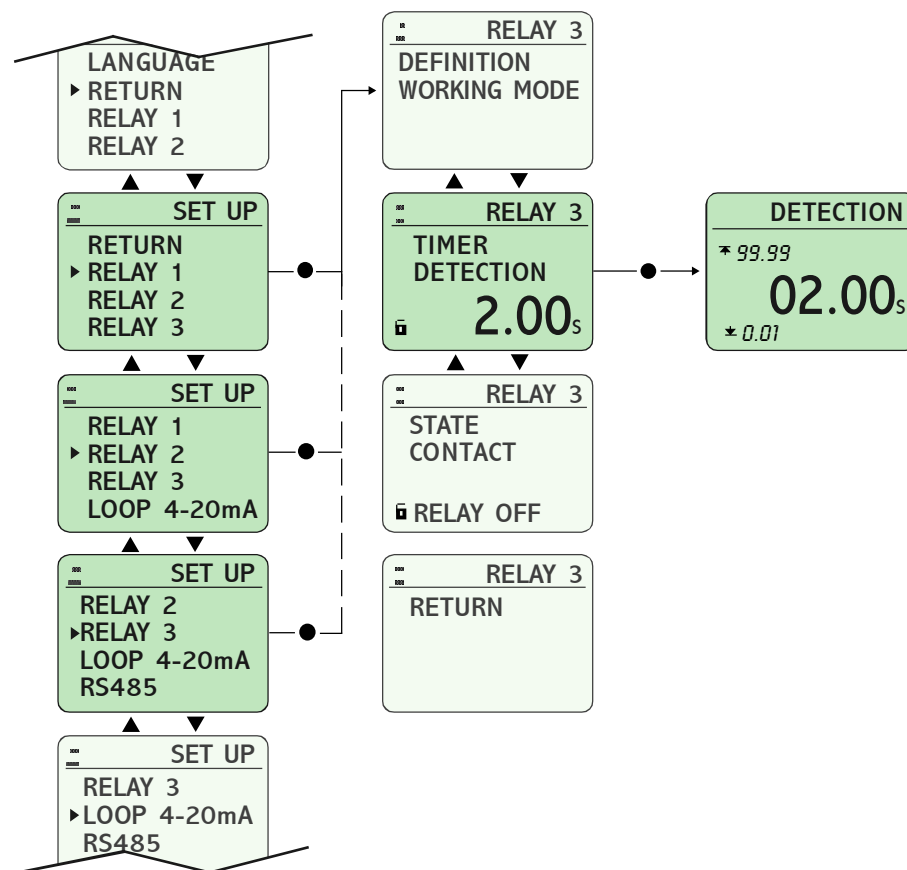 LANGUAGE
RETURN
RELAY 1
RELAY 2
SET UP
RETURN
RELAY 1
RELAY 2
RELAY 3
SET UP
RELAY 1
RELAY 2
RELAY 3
LOOP 4-20mA
SET UP
RELAY 2
RELAY 3
LOOP 4-20mA
RS485
SET UP
RELAY 3
LOOP 4-20mA
RS485
RELAY 3
DEFINITION
WORKING MODE
RELAY 3
TIMER
DETECTION
2.00s
RELAY 3
STATE
CONTACT
RELAY OFF
RELAY 3
RETURN
DETECTION
99.99
02.00s
0.01